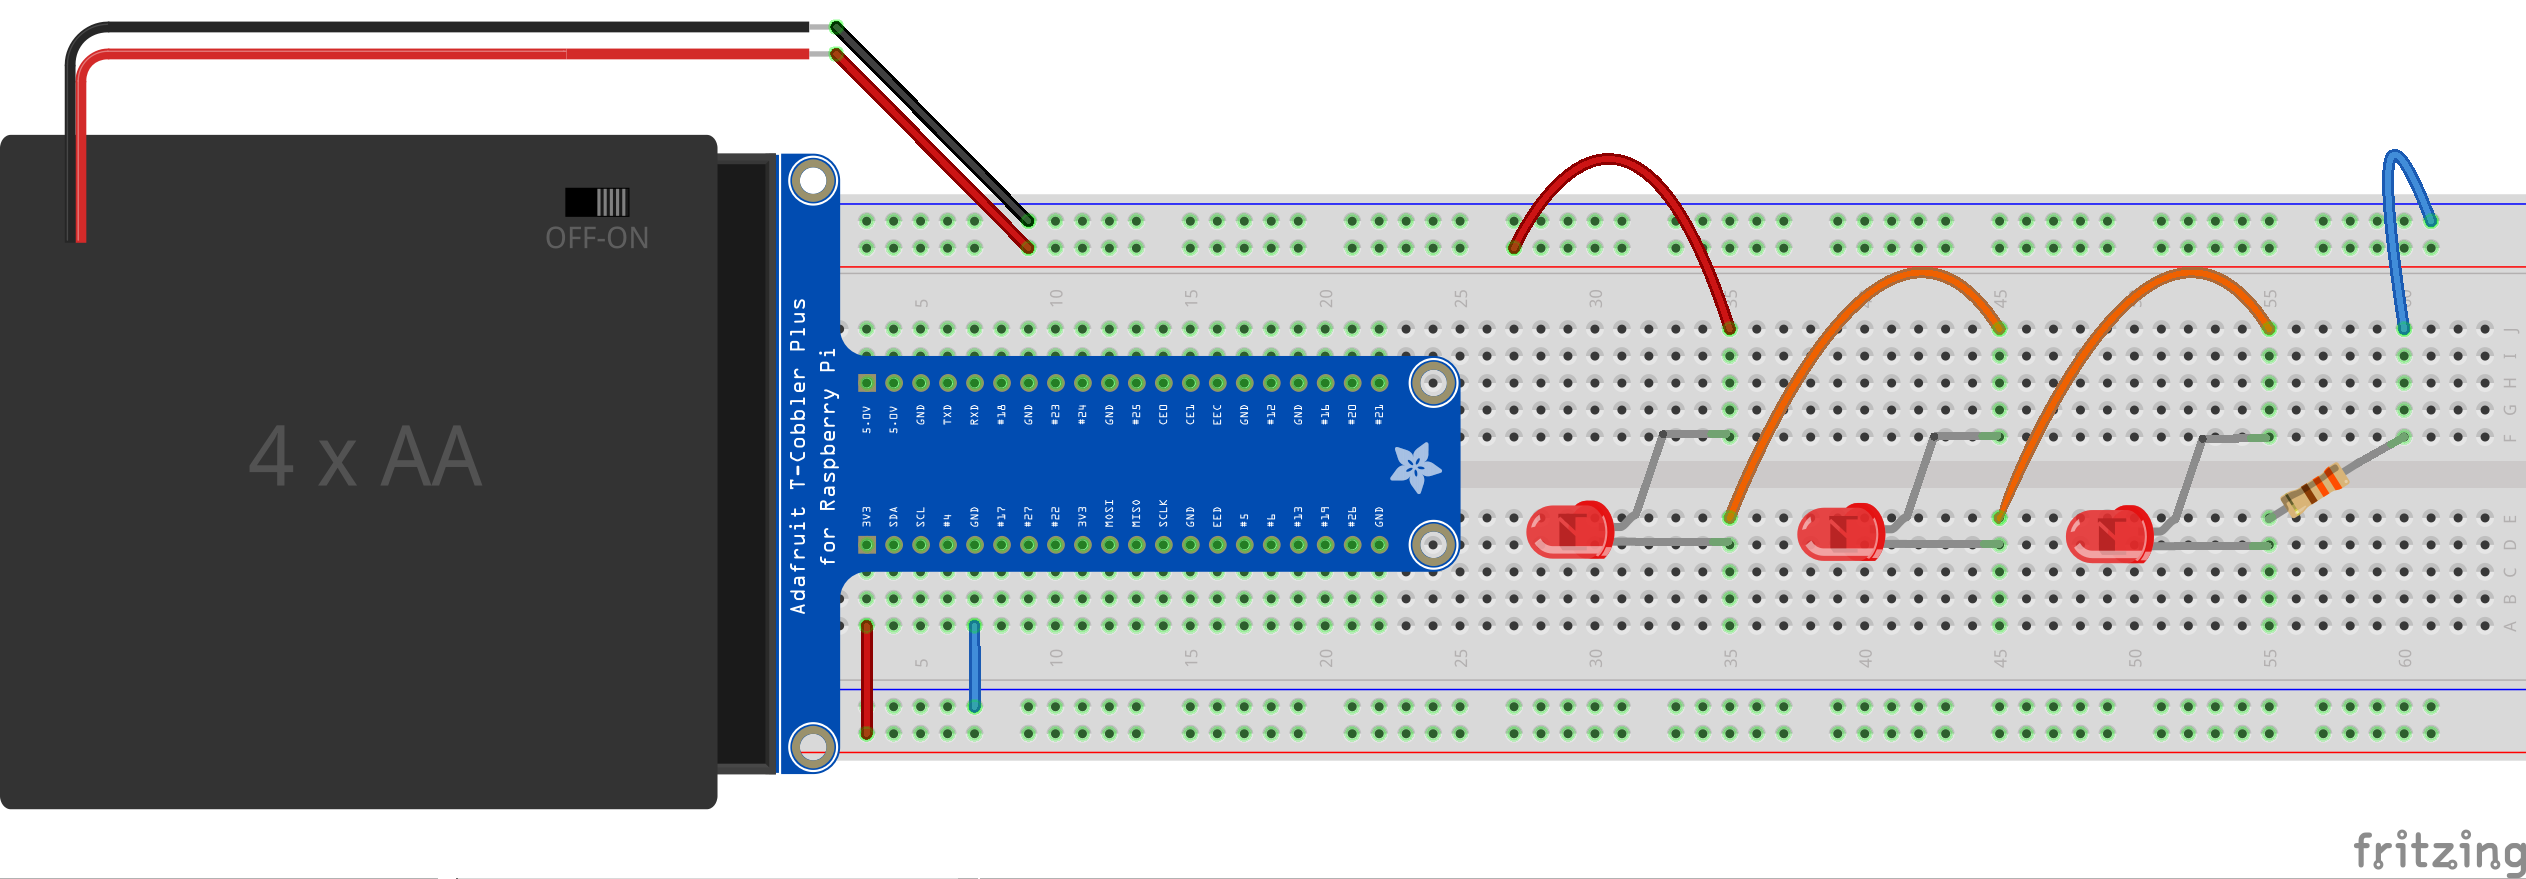 OFF-ON
4 x AA
Adafruit T-Cobbler Plus
for Raspberry Pi
5 10 15 20 25 30 35 45 55 60
5.0V 5.0V GND TXD RXD #18 GND #23 #24 GND #25 CE0 CE1 EEC GND #12 GND #16 #20 #21
3V3 SDA SCL #4 GND #17 #27 #22 3V3 MOSI MISO SCLK GND EED #5 #6 #13 #19 #26 GND
J
I
H
G
F
E
D
C
B
A
5 10 15 20 25 30 35 40 45 50 55 60
fritzing